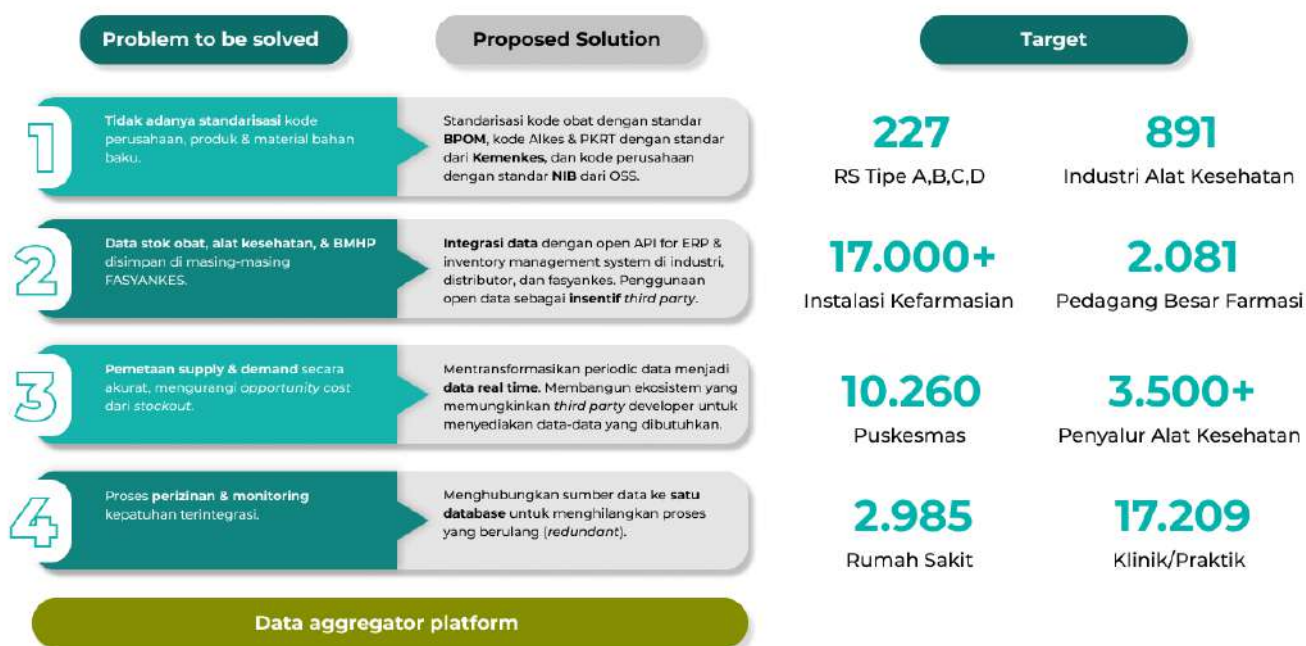 Problem to be solved
Proposed Solution
Target
1
Tidak adanya standarisasi kode
perusahaan, produk & material bahan
baku.
Standarisasi kode obat dengan standar
BPOM, kode Alkes & PKRT dengan standar
dari Kemenkes, dan kode perusahaan
dengan standar NIB dari OSS.
2
Data stok obat, alat kesehatan, & BMHP
disimpan di masing-masing
FASYANKES.
Integrasi data dengan open API for ERP &
inventory management system di industri,
distributor, dan fasyankes. Penggunaan
open data sebagai insentif third party.
3
Pemetaan supply & demand secara
akurat, mengurangi opportunity cost
dari stockout.
Mentransformasikan periodic data menjadi
data real time. Membangun ekosistem yang
memungkinkan third party developer untuk
menyediakan data-data yang dibutuhkan.
4
Proses perizinan & monitoring
kepatuhan terintegrasi.
Menghubungkan sumber data ke satu
database untuk menghilangkan proses
yang berulang (redundant).
Data aggregator platform
227
RS Tipe A,B,C,D
891
Industri Alat Kesehatan
17.000+
Instalasi Kefarmasian
2.081
Pedagang Besar Farmasi
10.260
Puskesmas
3.500+
Penyalur Alat Kesehatan
2.985
Rumah Sakit
17.209
Klinik/Praktik